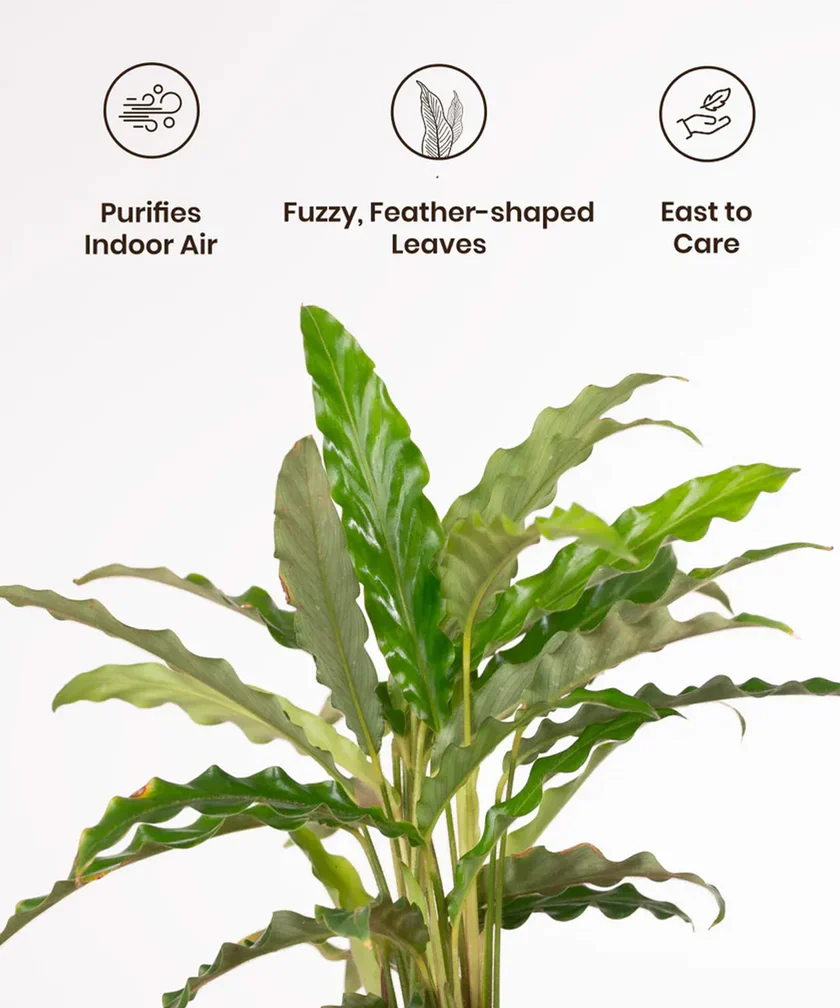 Purifies
Indoor Air
Fuzzy, Feather-shaped
Leaves
East to
Care